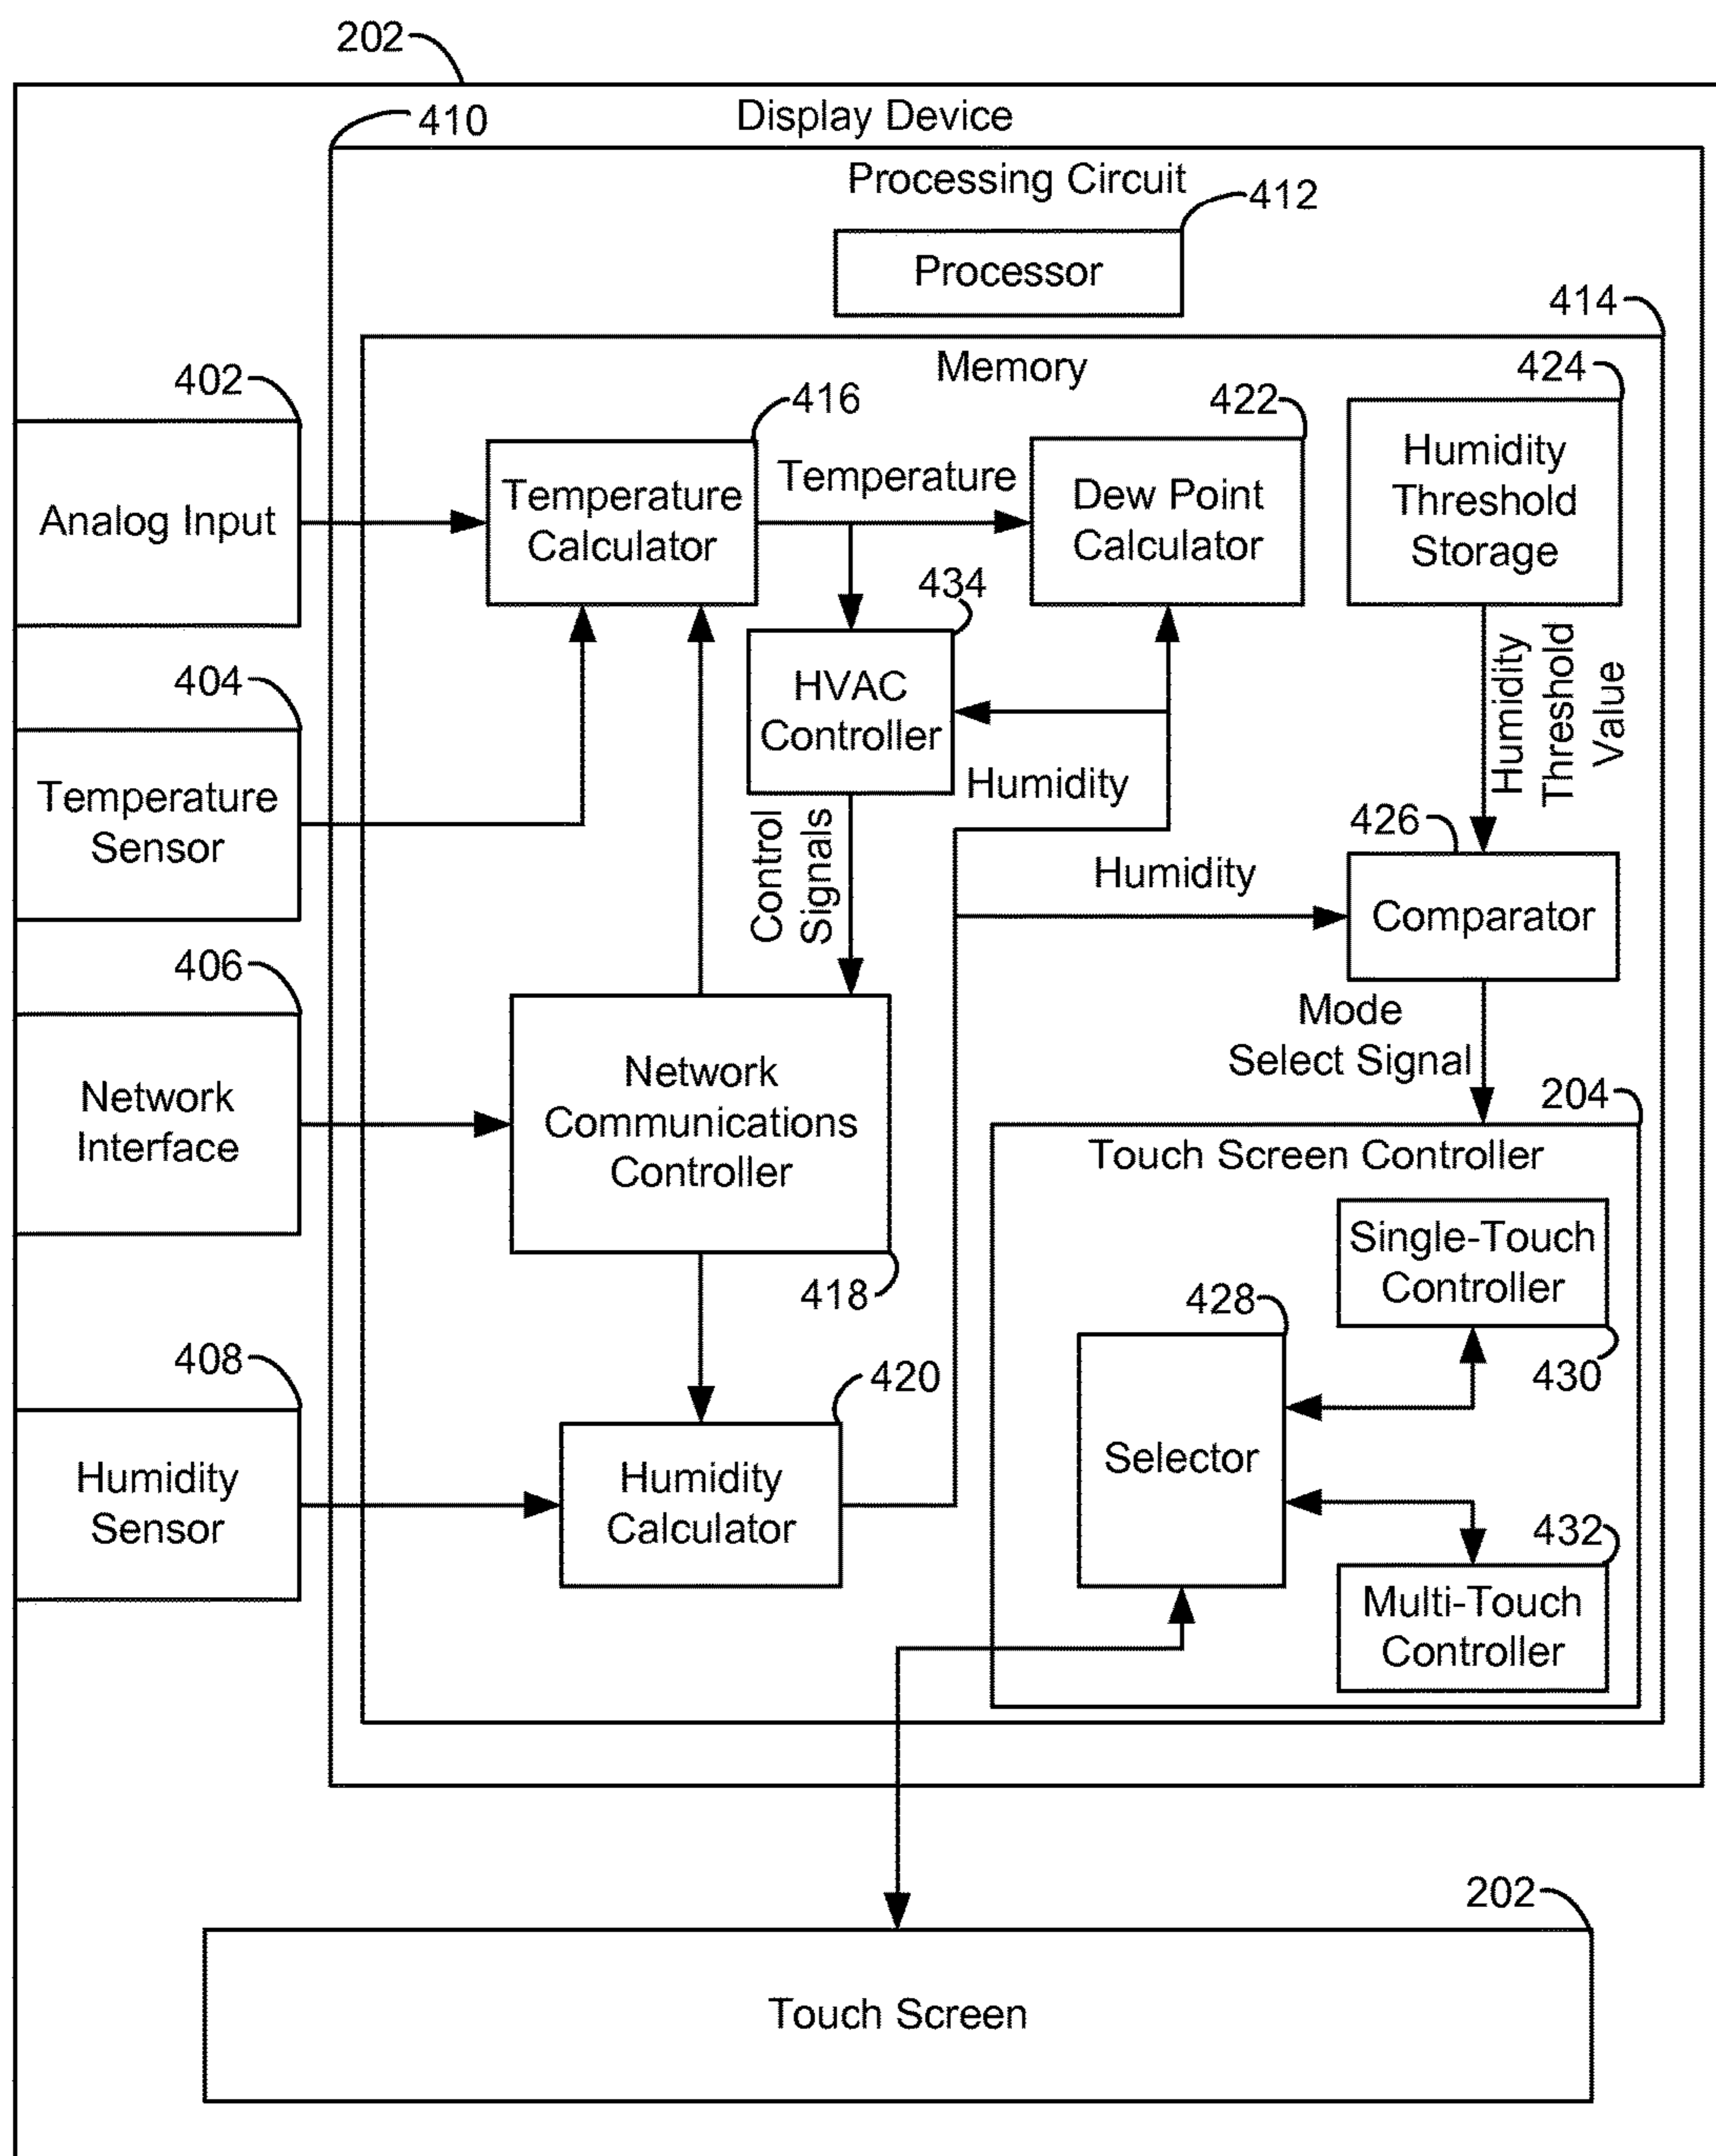 202
Display Device
410
Processing Circuit
412
Processor
414
Memory
402
Analog Input
416
Temperature
Calculator
Temperature
422
Dew Point
Calculator
424
Humidity
Threshold
Storage
434
HVAC
Controller
Humidity
Threshold
Value
404
Temperature
Sensor
Control
Signals
Humidity
Humidity
426
Comparator
406
Network
Interface
Network
Communications
Controller
418
Mode
Select Signal
204
Touch Screen Controller
Single-Touch
Controller
430
428
Selector
408
Humidity
Sensor
420
Humidity
Calculator
432
Multi-Touch
Controller
202
Touch Screen